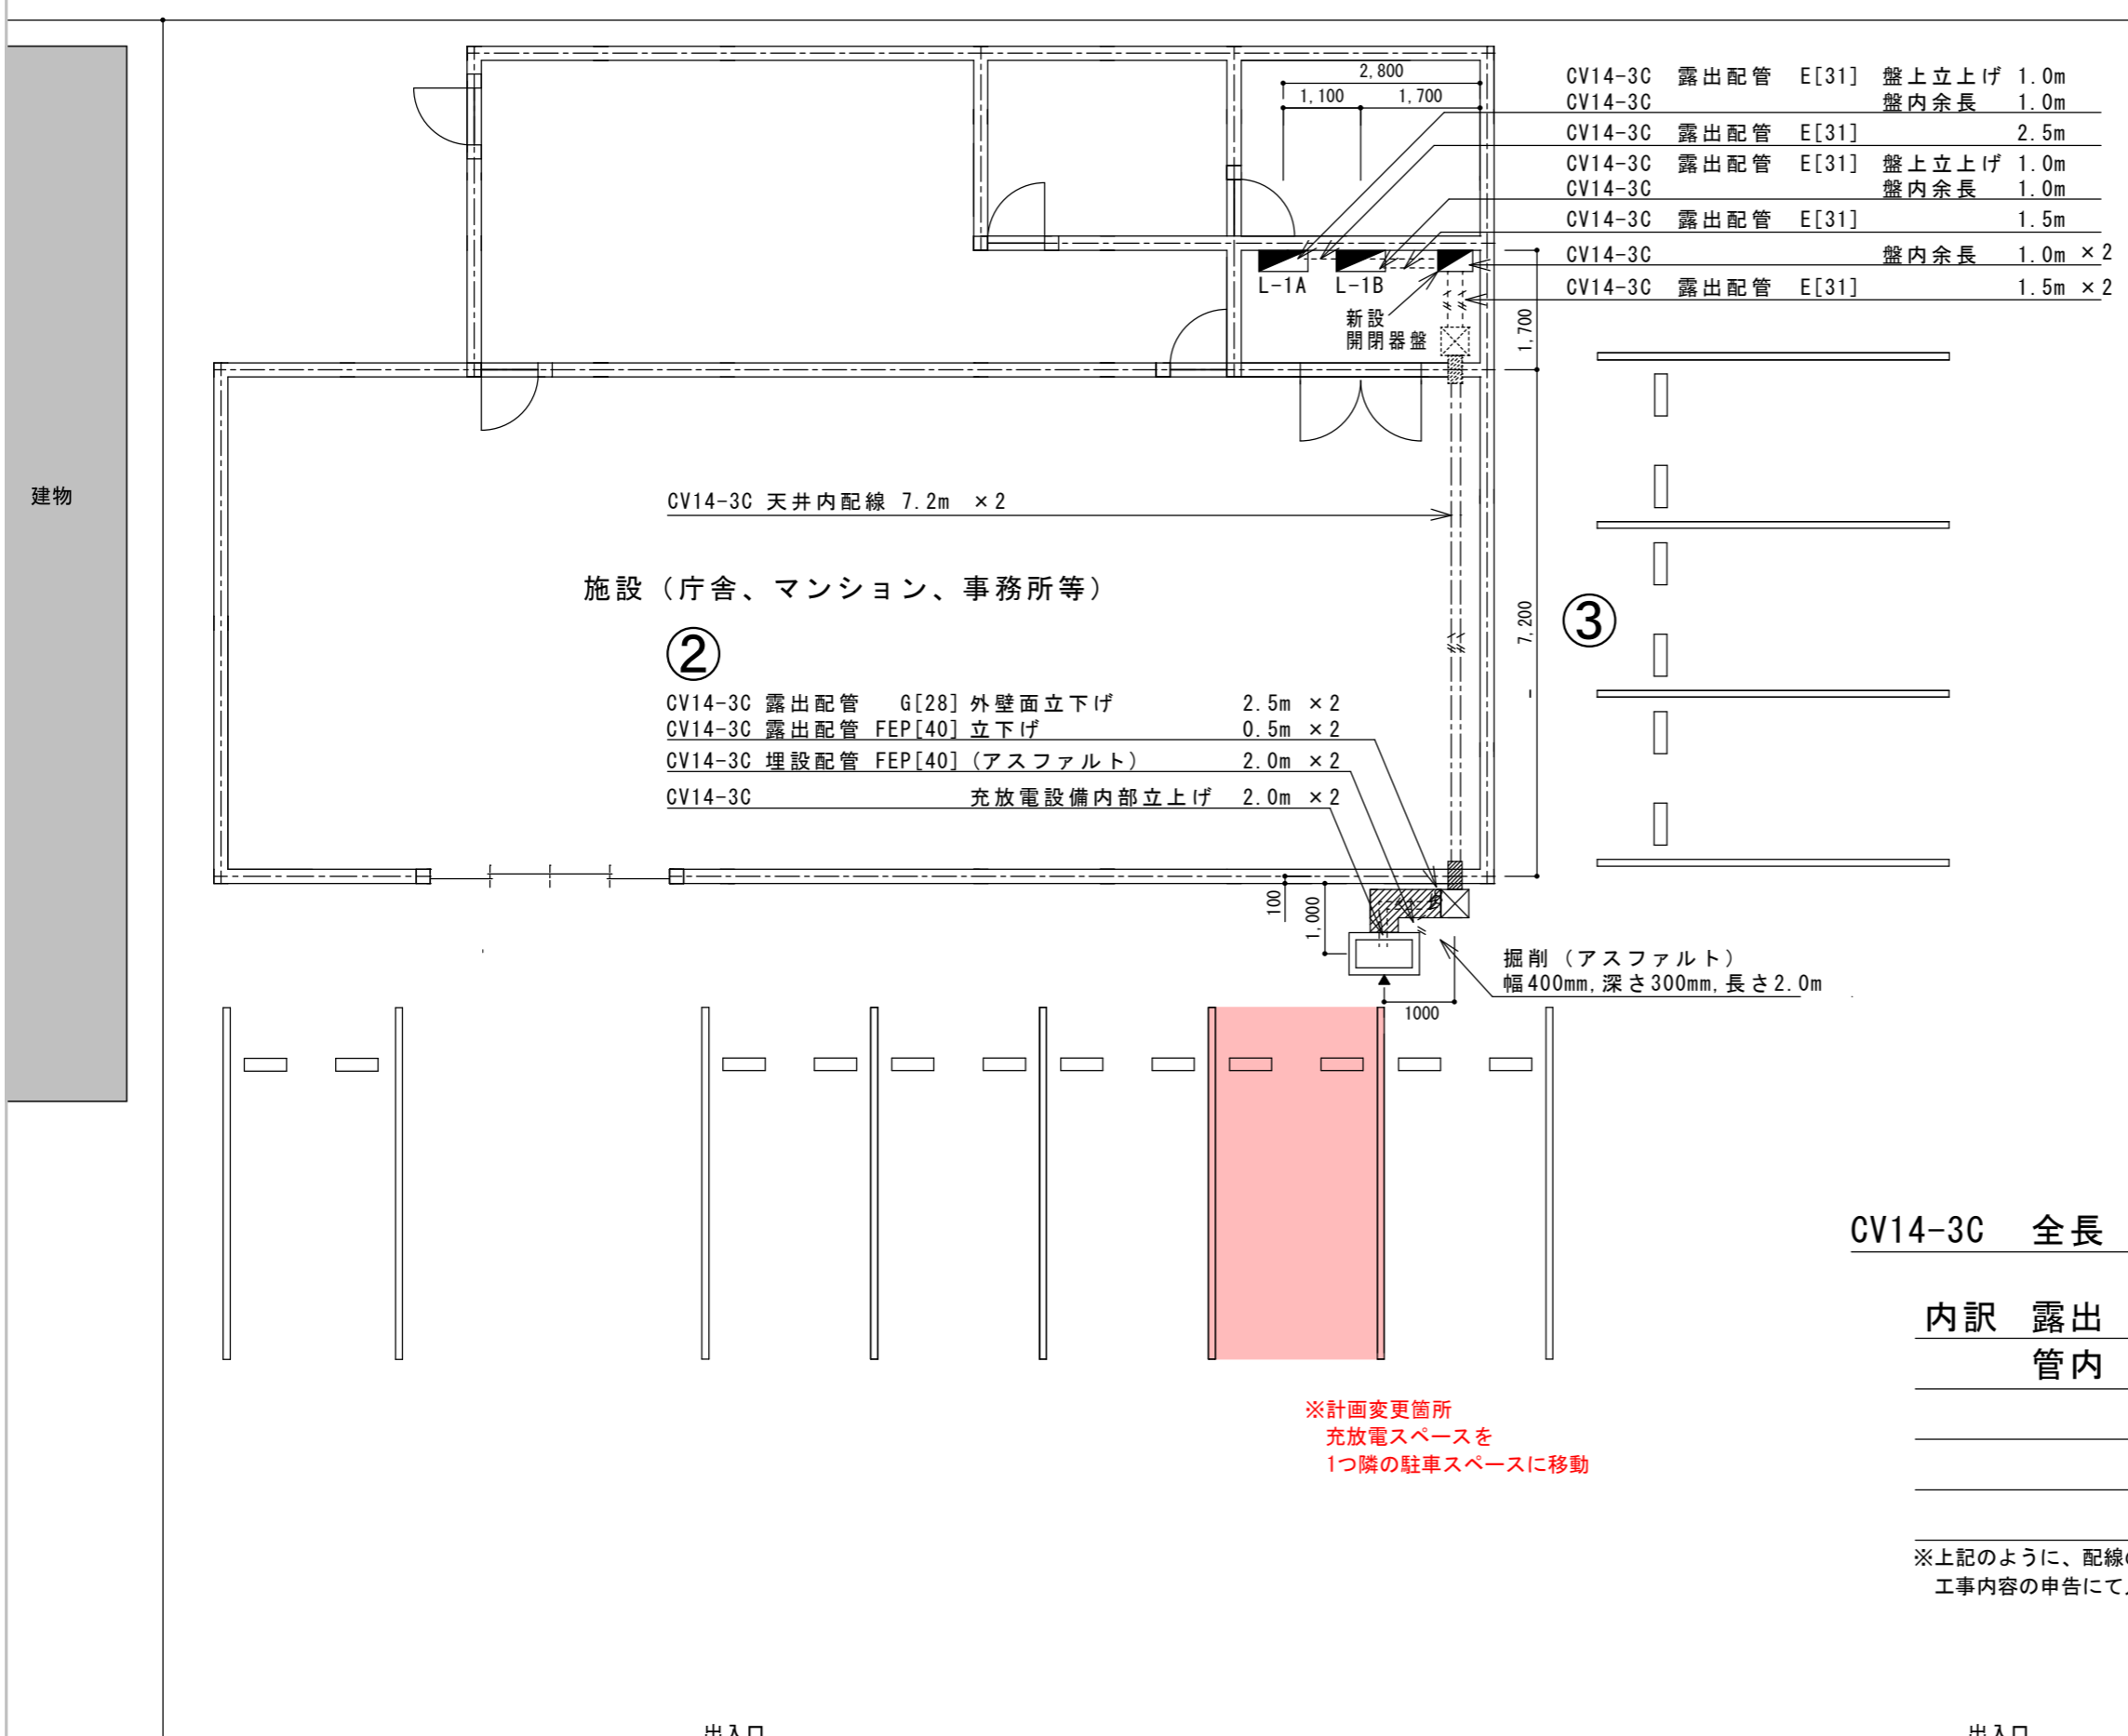 2,800
1,100 1,700
CV14-3C 露出配管 E[31] 盤上立上げ 1.0m
CV14-3C 盤内余長 1.0m
CV14-3C 露出配管 E[31] 2.5m
CV14-3C 露出配管 E[31] 盤上立上げ 1.0m
CV14-3C 盤内余長 1.0m
CV14-3C 露出配管 E[31] 1.5m
CV14-3C 盤内余長 1.0m ×2
CV14-3C 露出配管 E[31] 1.5m ×2
L-1A L-1B
新設
開閉器盤
1,700
建物
CV14-3C 天井内配線 7.2m ×2
施設（庁舎、マンション、事務所等）
7,200
③
②
CV14-3C 露出配管 G[28] 外壁面立下げ 2.5m ×2
CV14-3C 露出配管 FEP[40] 立下げ 0.5m ×2
CV14-3C 埋設配管 FEP[40]（アスファルト） 2.0m ×2
CV14-3C 充放電設備内部立上げ 2.0m ×2
100
1,000
掘削（アスファルト）
幅400mm,深さ300mm,長さ2.0m
1000
CV14-3C 全長
内訳 露出
管内
※計画変更箇所
充放電スペースを
1つ隣の駐車スペースに移動
※上記のように、配線
工事内容の申告にて
出入口 出入口